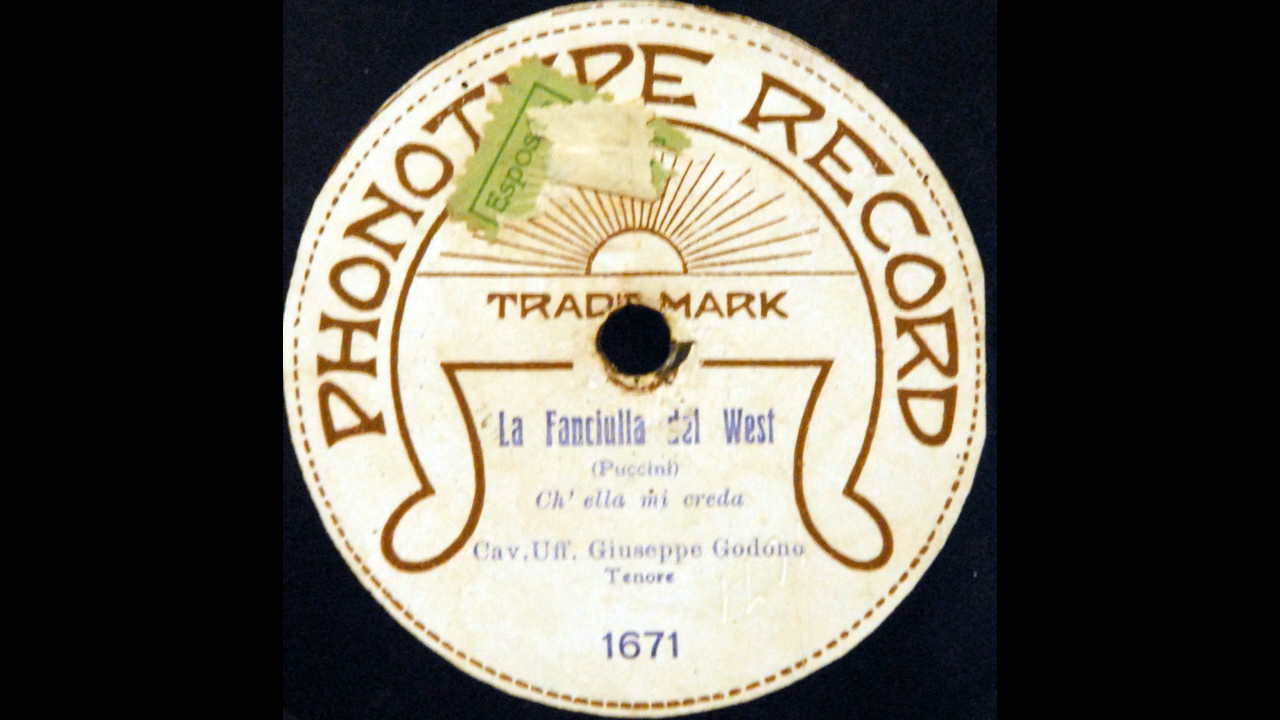 PHONOTYPE RECORD
Espos
TRADE MARK
La Fanciulla del West
(Puccini)
Ch' ella mi creda
Cav.Uff. Giuseppe Godono
Tenore
1671